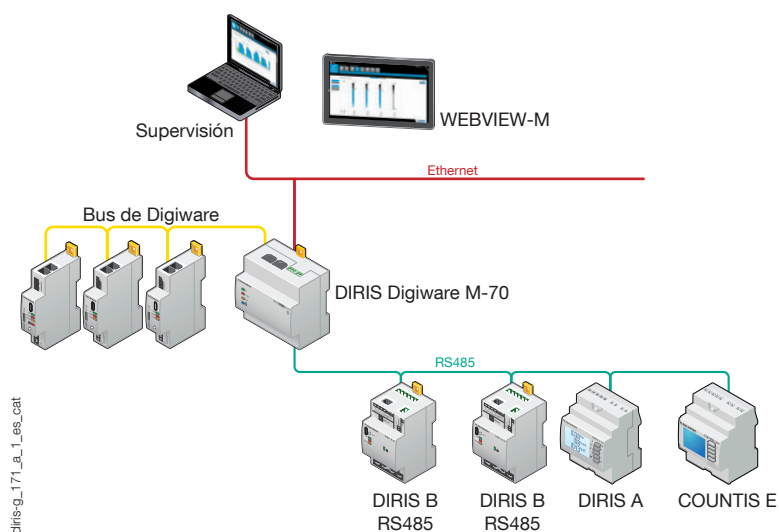 Supervisión
WEBVIEW-M
Ethernet
Bus de Digiware
DIRIS Digiware M-70
RS485
DIRIS B
RS485
DIRIS B
RS485
DIRIS A
COUNTIS E
diris-g_171_a_1_es_cat